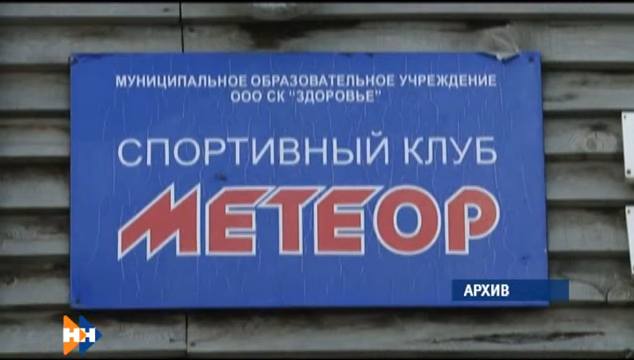 МУНИЦИПАЛЬНОЕ ОБРАЗОВАТЕЛЬНОЕ УЧРЕЖДЕНИЕ
ООО СК "ЗДОРОВЬЕ"
СПОРТИВНЫЙ КЛУБ
МЕТЕОР
АРХИВ
НН